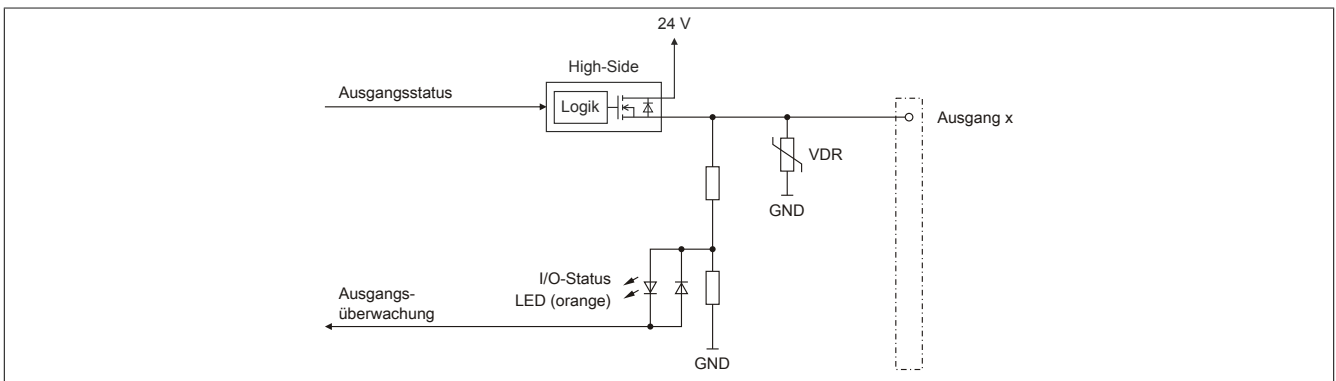 24 V
High-Side
Ausgangsstatus
Logik
Ausgang x
VDR
GND
I/O-Status
LED (orange)
Ausgangs-
überwachung
GND